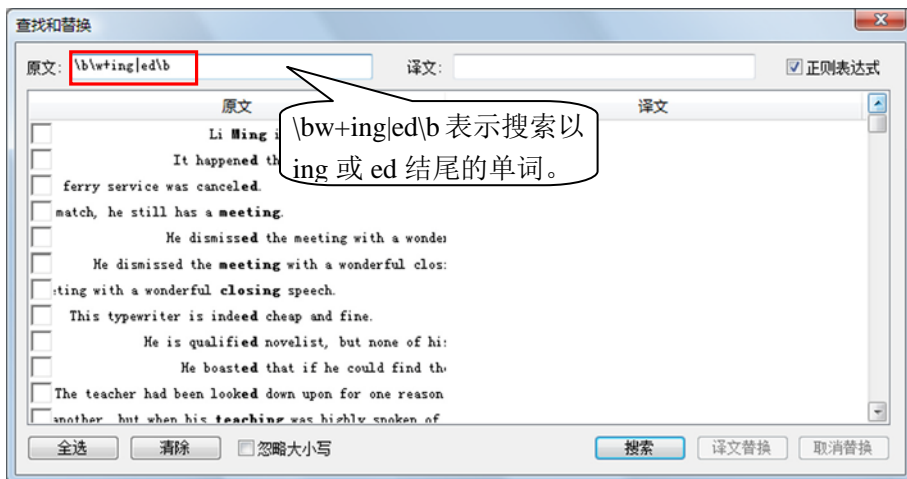 查找和替换
原文: \b\w+ing|ed\b 译文: 正则表达式
原文 译文
Li Ming i
It happened th
ferry service was canceled.
match, he still has a meeting.
He dismissed the meeting with a wonder
He dismissed the meeting with a wonderful clos
ting with a wonderful closing speech.
This typewriter is indeed cheap and fine.
He is qualified novelist, but none of his
He boasted that if he could find the
The teacher had been looked down upon for one reason
another, but when his teaching was highly spoken of
\bw+ing|ed\b 表示搜索以
ing 或 ed 结尾的单词。
全选 清除 忽略大小写 搜索 译文替换 取消替换